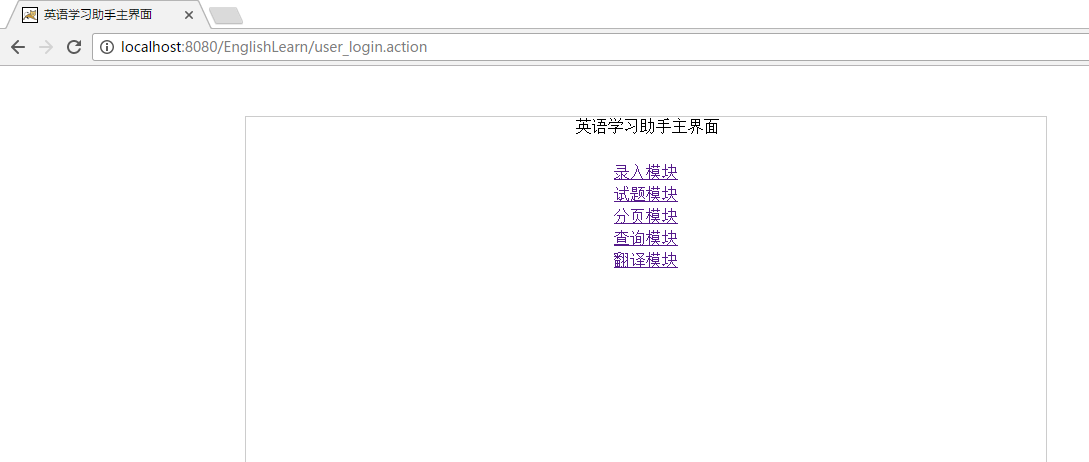 英语学习助手主界面
localhost:8080/EnglishLearn/user_login.action
英语学习助手主界面
录入模块
试题模块
分页模块
查询模块
翻译模块